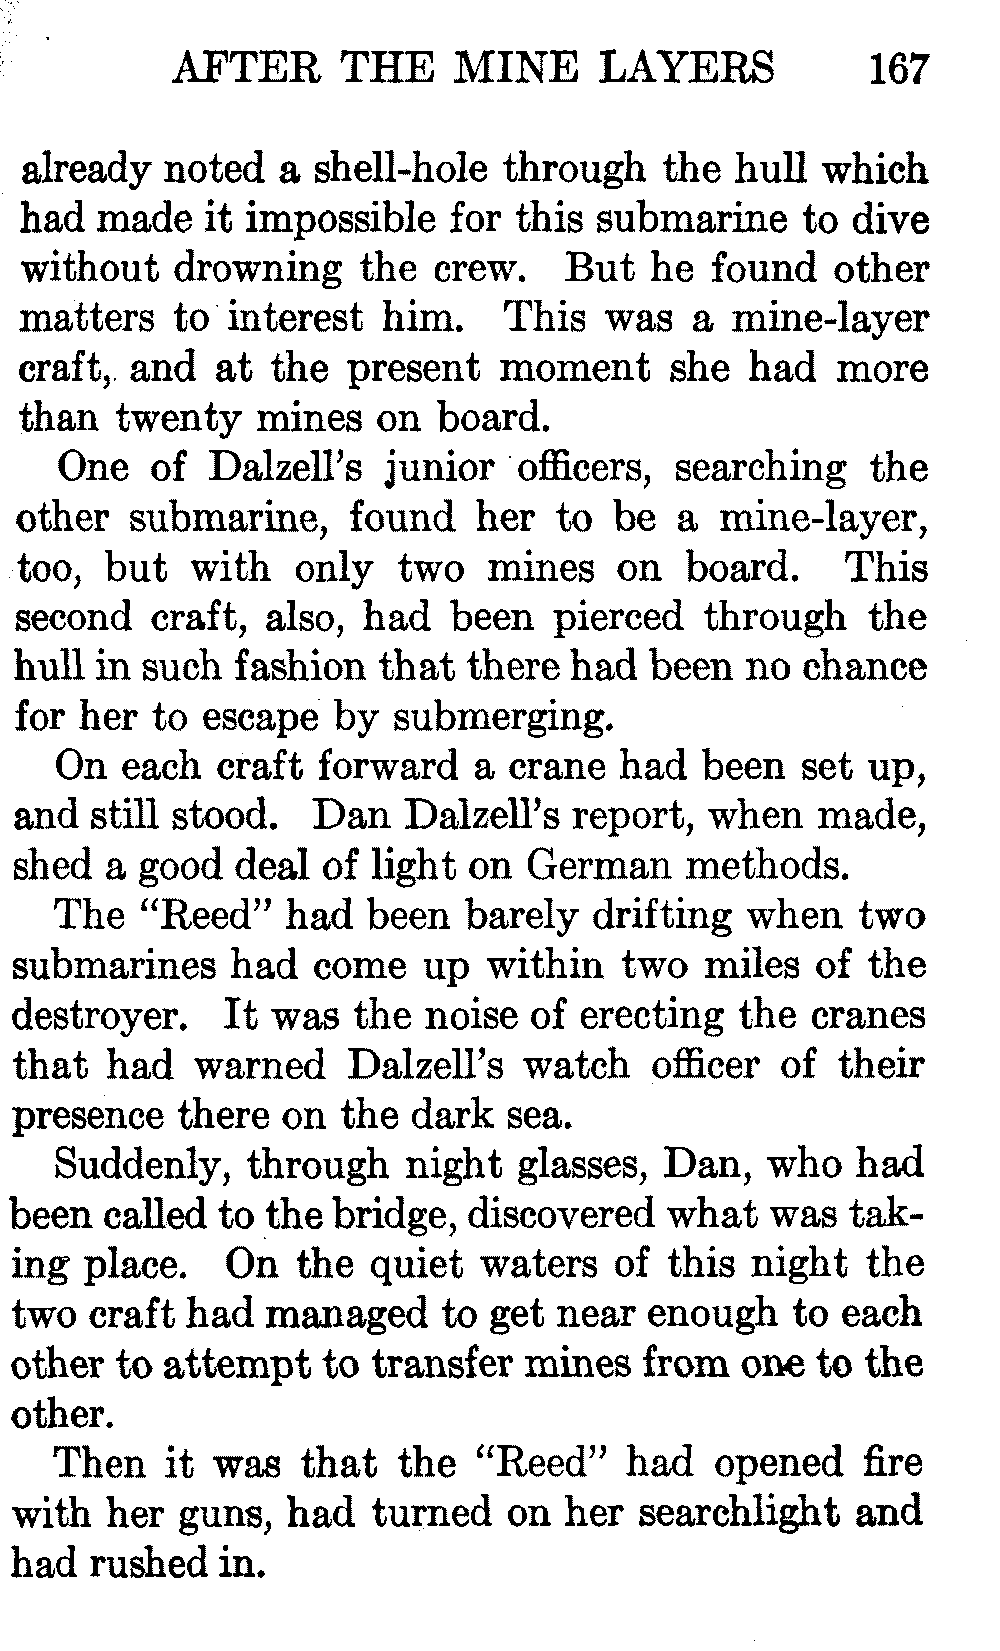 AFTER THE MINE LAYERS 167
already noted a shell-hole through the hull which
had made it impossible for this submarine to dive
without drowning the crew. But he found other
matters to interest him. This was a mine-layer
craft, and at the present moment she had more
than twenty mines on board.
One of Dalzell's junior officers, searching the
other submarine, found her to be a mine-layer,
too, but with only two mines on board. This
second craft, also, had been pierced through the
hull in such fashion that there had been no chance
for her to escape by submerging.
On each craft forward a crane had been set up,
and still stood. Dan Dalzell's report, when made,
shed a good deal of light on German methods.
The "Reed" had been barely drifting when two
submarines had come up within two miles of the
destroyer. It was the noise of erecting the cranes
that had warned Dalzell's watch officer of their
presence there on the dark sea.
Suddenly, through night glasses, Dan, who had
been called to the bridge, discovered what was tak-
ing place. On the quiet waters of this night the
two craft had managed to get near enough to each
other to attempt to transfer mines from one to the
other.
Then it was that the "Reed" had opened fire
with her guns, had turned on her searchlight and
had rushed in.